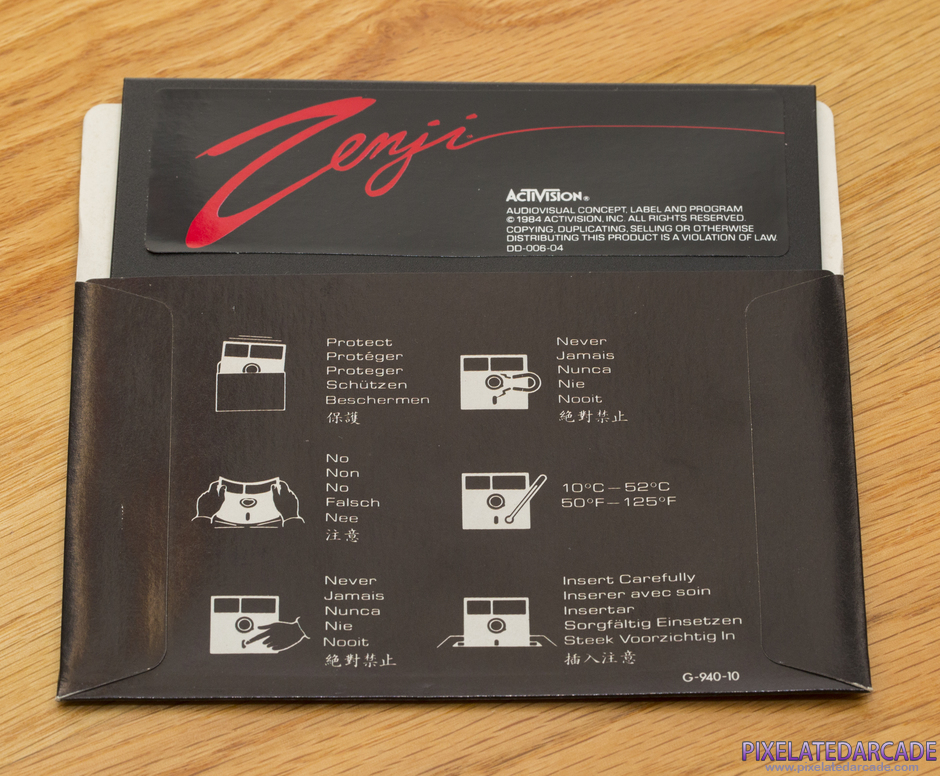 Zenji
ACTIVISION®
AUDIOVISUAL CONCEPT, LABEL AND PROGRAM
© 1984 ACTIVISION, INC. ALL RIGHTS RESERVED.
COPYING, DUPLICATING, SELLING OR OTHERWISE
DISTRIBUTING THIS PRODUCT IS A VIOLATION OF LAW.
DD-006-04
Protect
Protéger
Proteger
Schützen
Beschermen
保護
Never
Jamais
Nunca
Nie
Nooit
絕對禁止
No
Non
No
Falsch
Nee
注意
10°C – 52°C
50°F – 125°F
Never
Jamais
Nunca
Nie
Nooit
絕對禁止
Insert Carefully
Inserer avec soin
Insertar
Sorgfältig Einsetzen
Steek Voorzichtig In
插入注意
G-940-10
PIXELATEDARCADE
www.pixelatedarcade.com